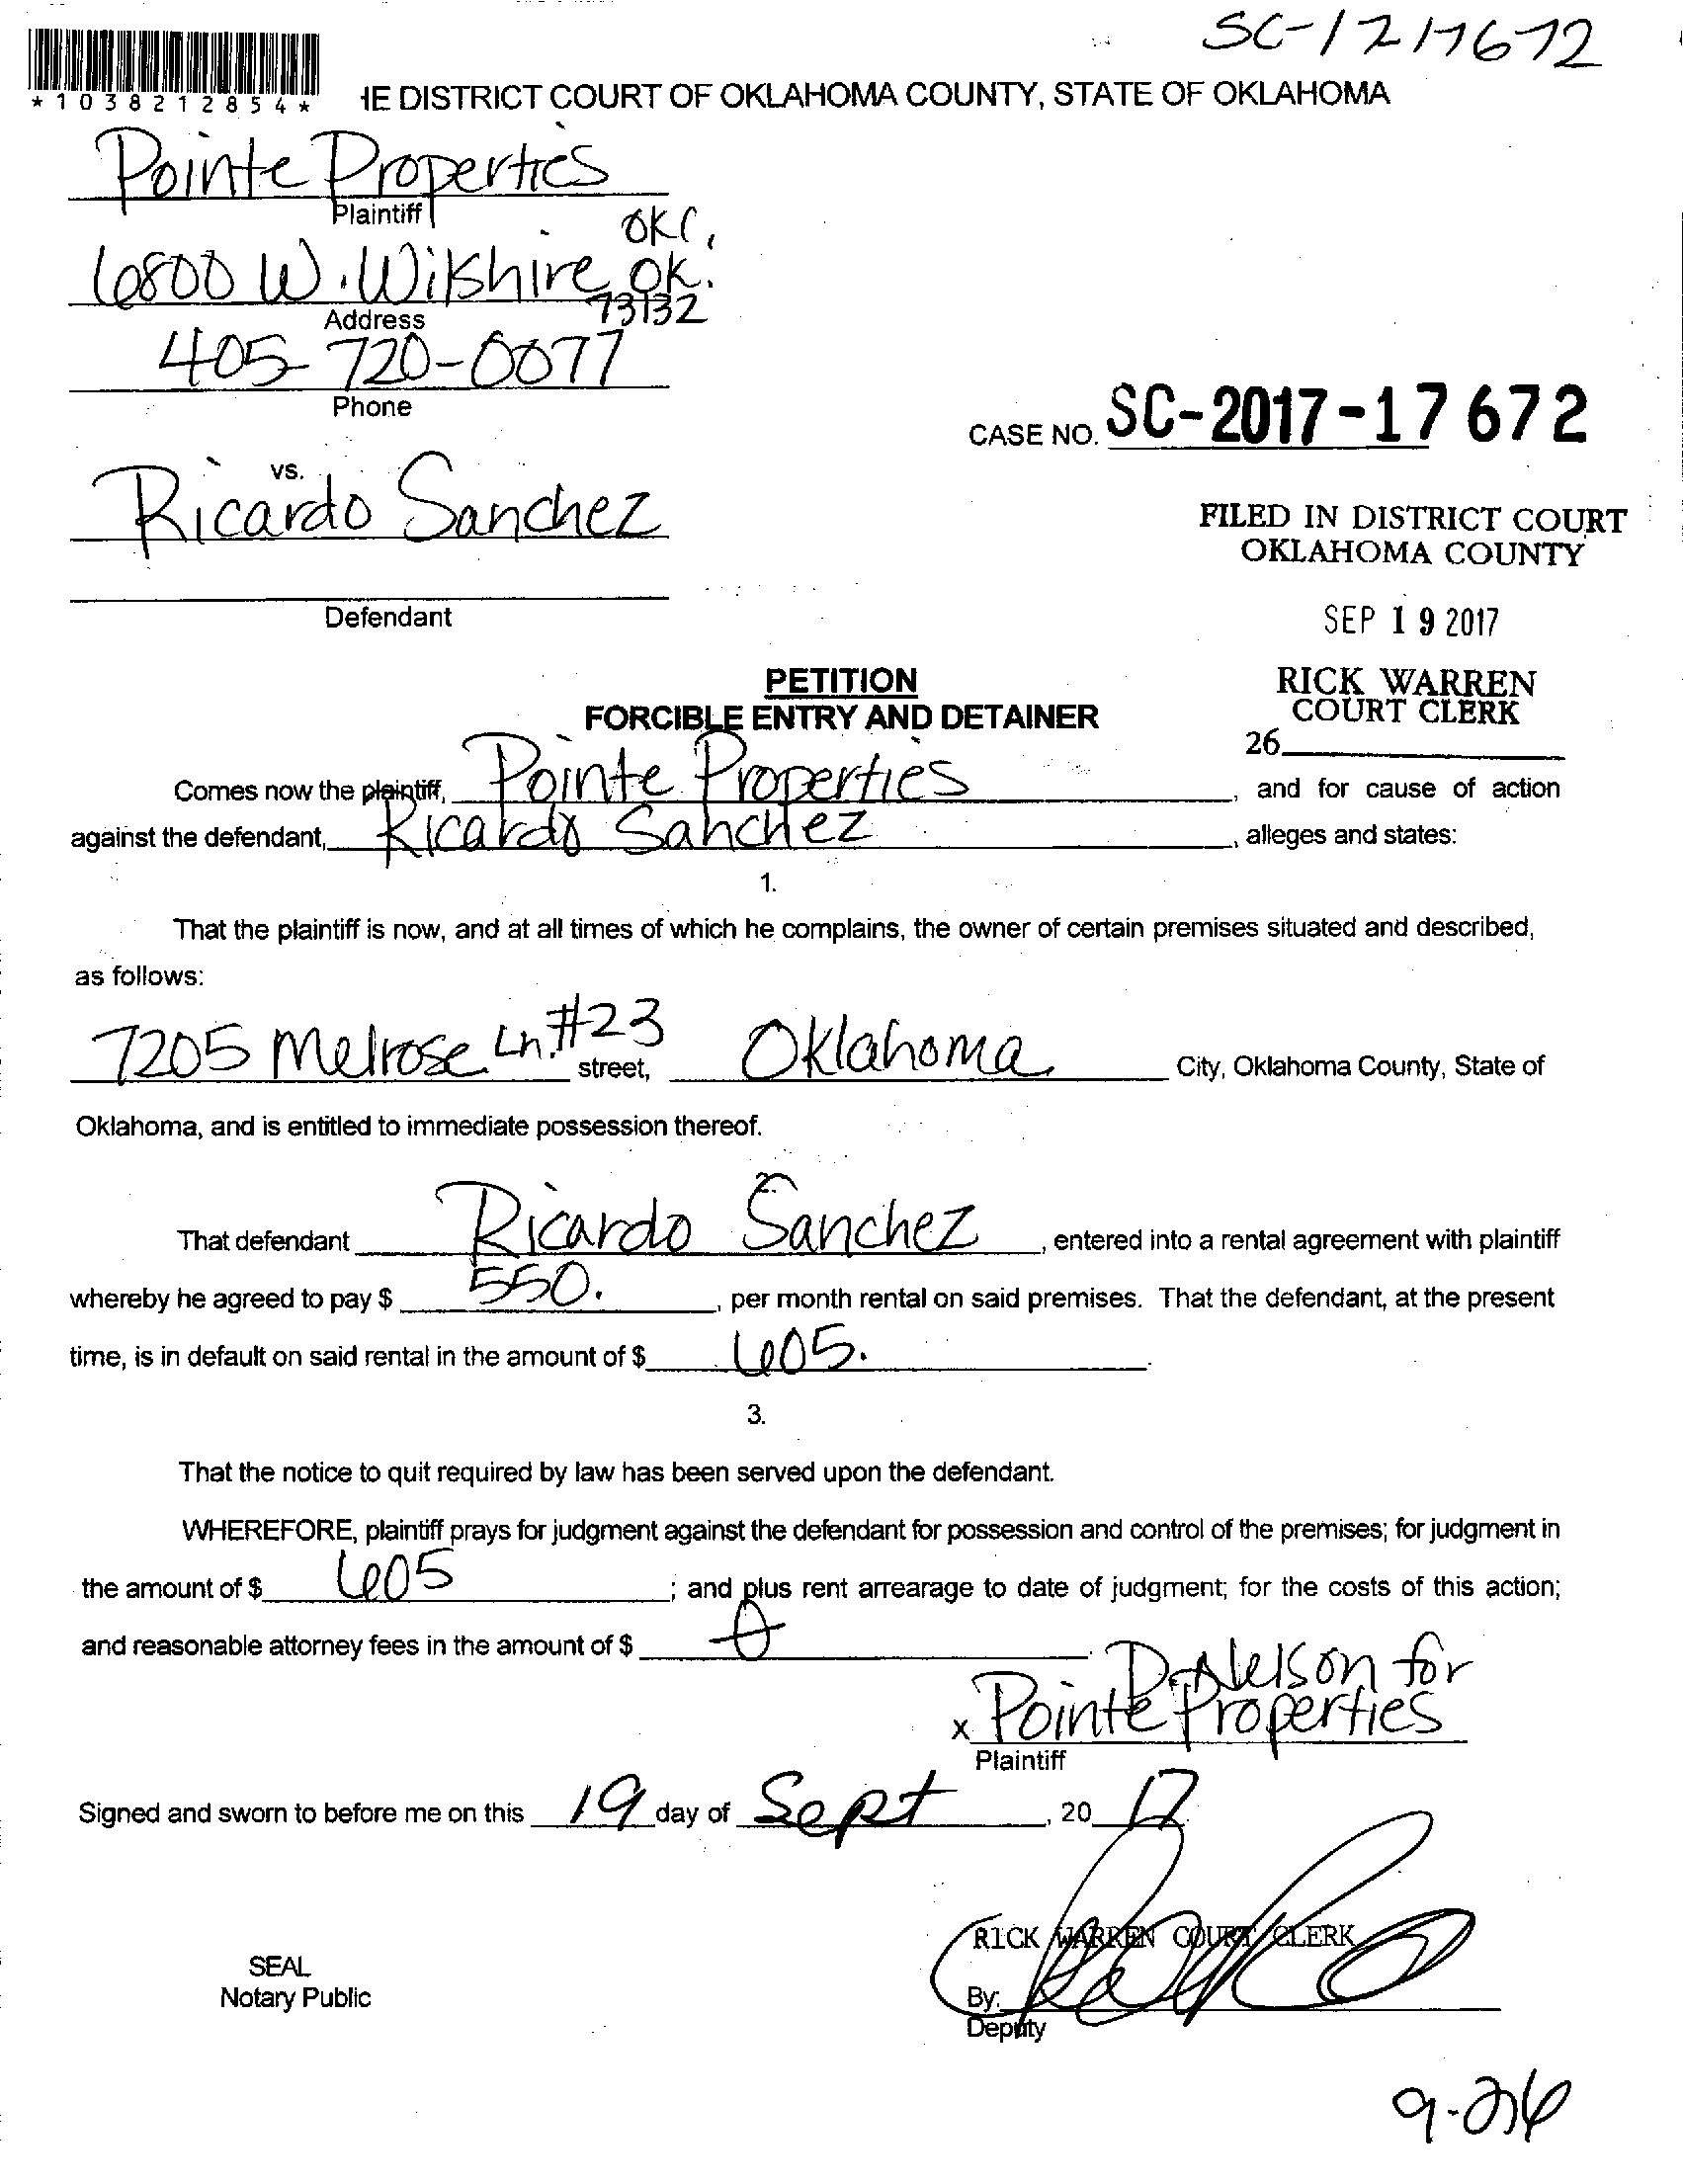 SC-1717672
*1038212854*
HE DISTRICT COURT OF OKLAHOMA COUNTY, STATE OF OKLAHOMA
Pointe Properties
Plaintiff
OKC,
6800 W. Wilshire OK.
73132
Address
405-720-0077
Phone
CASE NO. SC-2017-17672
vs.
Ricardo Sanchez
FILED IN DISTRICT COURT
OKLAHOMA COUNTY
Defendant
SEP 19 2017
PETITION
FORCIBLE ENTRY AND DETAINER
RICK WARREN
COURT CLERK
26
Comes now the plaintiff, Pointe Properties, and for cause of action
against the defendant, Ricardo Sanchez, alleges and states:
1.
That the plaintiff is now, and at all times of which he complains, the owner of certain premises situated and described,
as follows:
7205 Melrose Ln. #23 street, Oklahoma City, Oklahoma County, State of
Oklahoma, and is entitled to immediate possession thereof.
2.
That defendant Ricardo Sanchez, entered into a rental agreement with plaintiff
whereby he agreed to pay $ 550., per month rental on said premises. That the defendant, at the present
time, is in default on said rental in the amount of $ 605.
3.
That the notice to quit required by law has been served upon the defendant.
WHEREFORE, plaintiff prays for judgment against the defendant for possession and control of the premises; for judgment in
the amount of $ 605; and plus rent arrearage to date of judgment; for the costs of this action;
and reasonable attorney fees in the amount of $ 0.
D. Nelson for
x Pointe Properties
Plaintiff
Signed and sworn to before me on this 19 day of Sept, 20 17
RICK WARREN COURT CLERK
SEAL
Notary Public
By:
Deputy
9-26